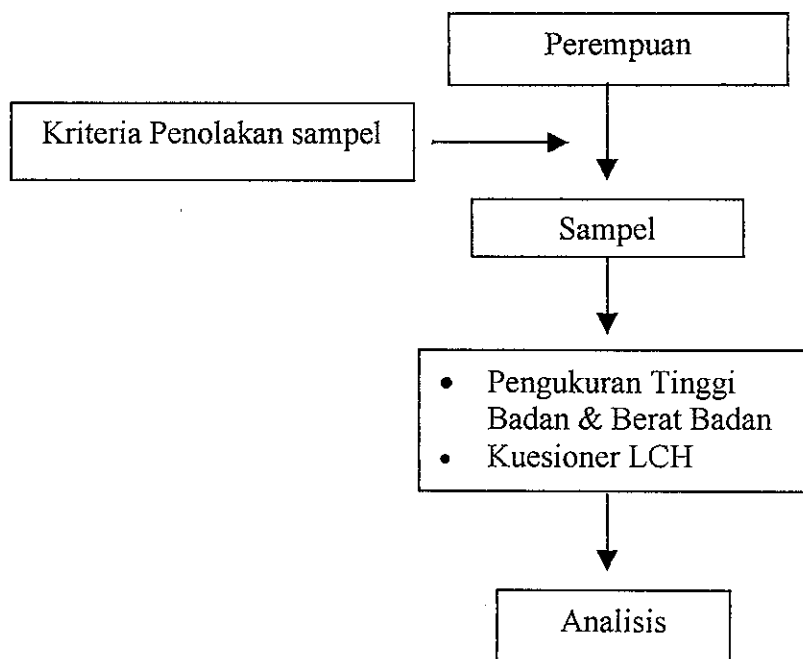 Perempuan
Kriteria Penolakan sampel
Sampel
• Pengukuran Tinggi
Badan & Berat Badan
• Kuesioner LCH
Analisis